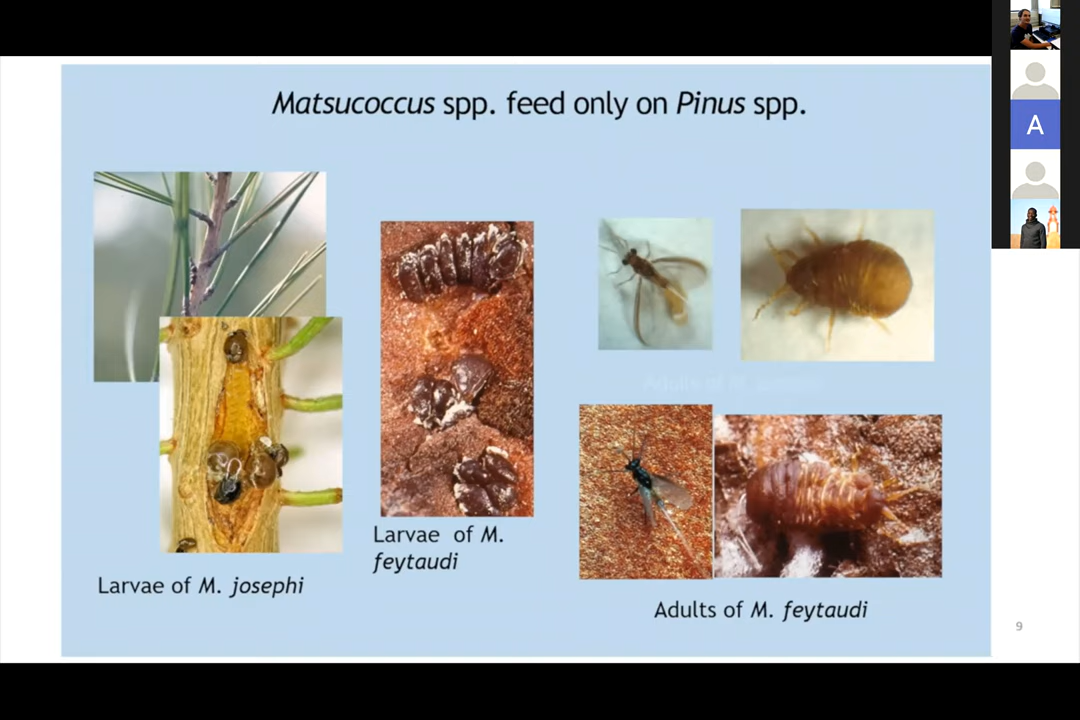 Matsucoccus spp. feed only on Pinus spp.
A
Larvae of M.
feytaudi
Larvae of M. josephi
Adults of M. feytaudi
9